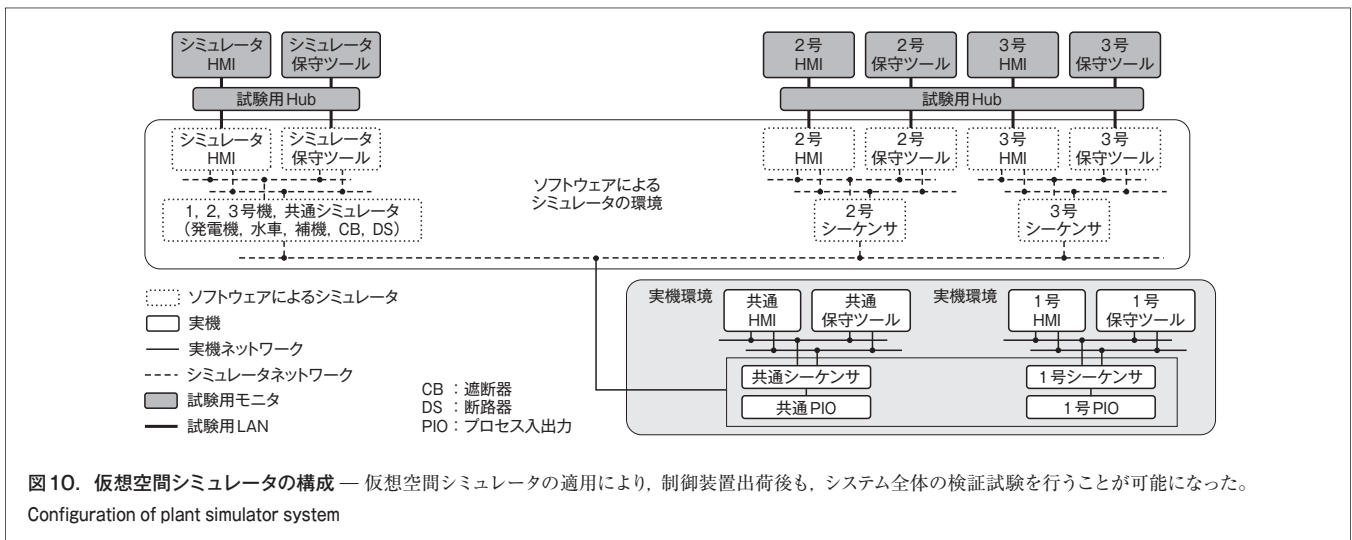 シミュレータ
HMI
シミュレータ
保守ツール
2号
HMI
2号
保守ツール
3号
HMI
3号
保守ツール
試験用Hub
試験用Hub
シミュレータ
HMI
シミュレータ
保守ツール
2号
HMI
2号
保守ツール
3号
HMI
3号
保守ツール
ソフトウェアによる
シミュレータの環境
1, 2, 3号機, 共通シミュレータ
(発電機, 水車, 補機, CB, DS)
2号
シーケンサ
3号
シーケンサ
ソフトウェアによるシミュレータ
実機
実機ネットワーク
シミュレータネットワーク
試験用モニタ
試験用LAN
CB:遮断器
DS:断路器
PIO:プロセス入出力
実機環境
共通
HMI
共通
保守ツール
実機環境
1号
HMI
1号
保守ツール
共通シーケンサ
1号シーケンサ
共通PIO
1号PIO
図10. 仮想空間シミュレータの構成 — 仮想空間シミュレータの適用により, 制御装置出荷後も, システム全体の検証試験を行うことが可能になった。
Configuration of plant simulator system